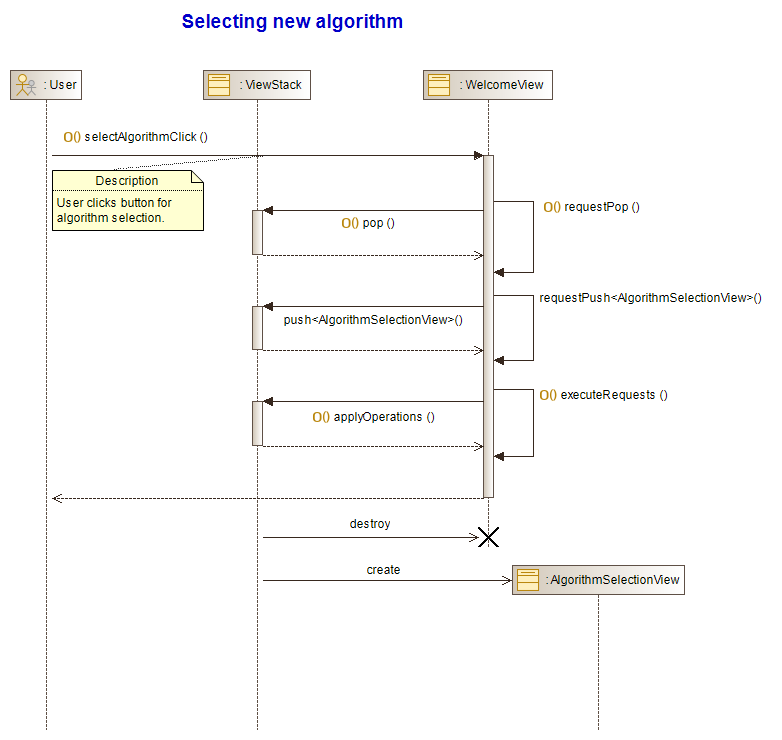 Selecting new algorithm
: User
: ViewStack
: WelcomeView
O() selectAlgorithmClick ()
Description
User clicks button for
algorithm selection.
O() requestPop ()
O() pop ()
requestPush<AlgorithmSelectionView>()
push<AlgorithmSelectionView>()
O() executeRequests ()
O() applyOperations ()
destroy
create
: AlgorithmSelectionView